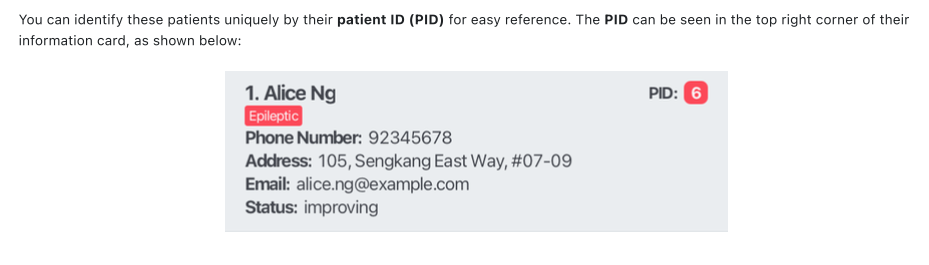 You can identify these patients uniquely by their patient ID (PID) for easy reference. The PID can be seen in the top right corner of their
information card, as shown below:
1. Alice Ng
PID: 6
Epileptic
Phone Number: 92345678
Address: 105, Sengkang East Way, #07-09
Email: alice.ng@example.com
Status: improving